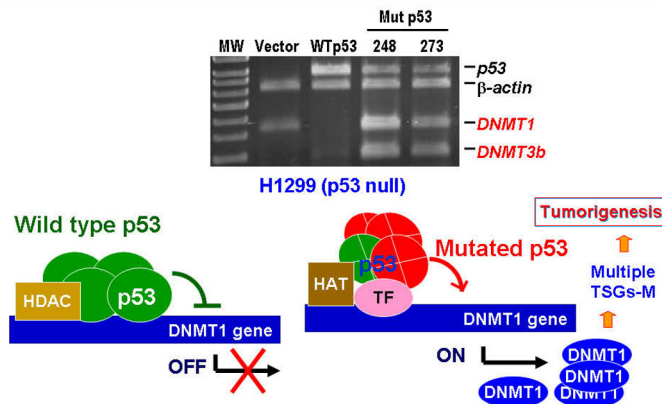 Mut p53
MW Vector WTp53 248 273
p53
β-actin
DNMT1
DNMT3b
H1299 (p53 null)
Wild type p53
HDAC
p53
DNMT1 gene
OFF
Mutated p53
p53
HAT
TF
DNMT1 gene
ON
Tumorigenesis
Multiple
TSGs-M
DNMT1
DNMT1
DNMT1
DNMT1